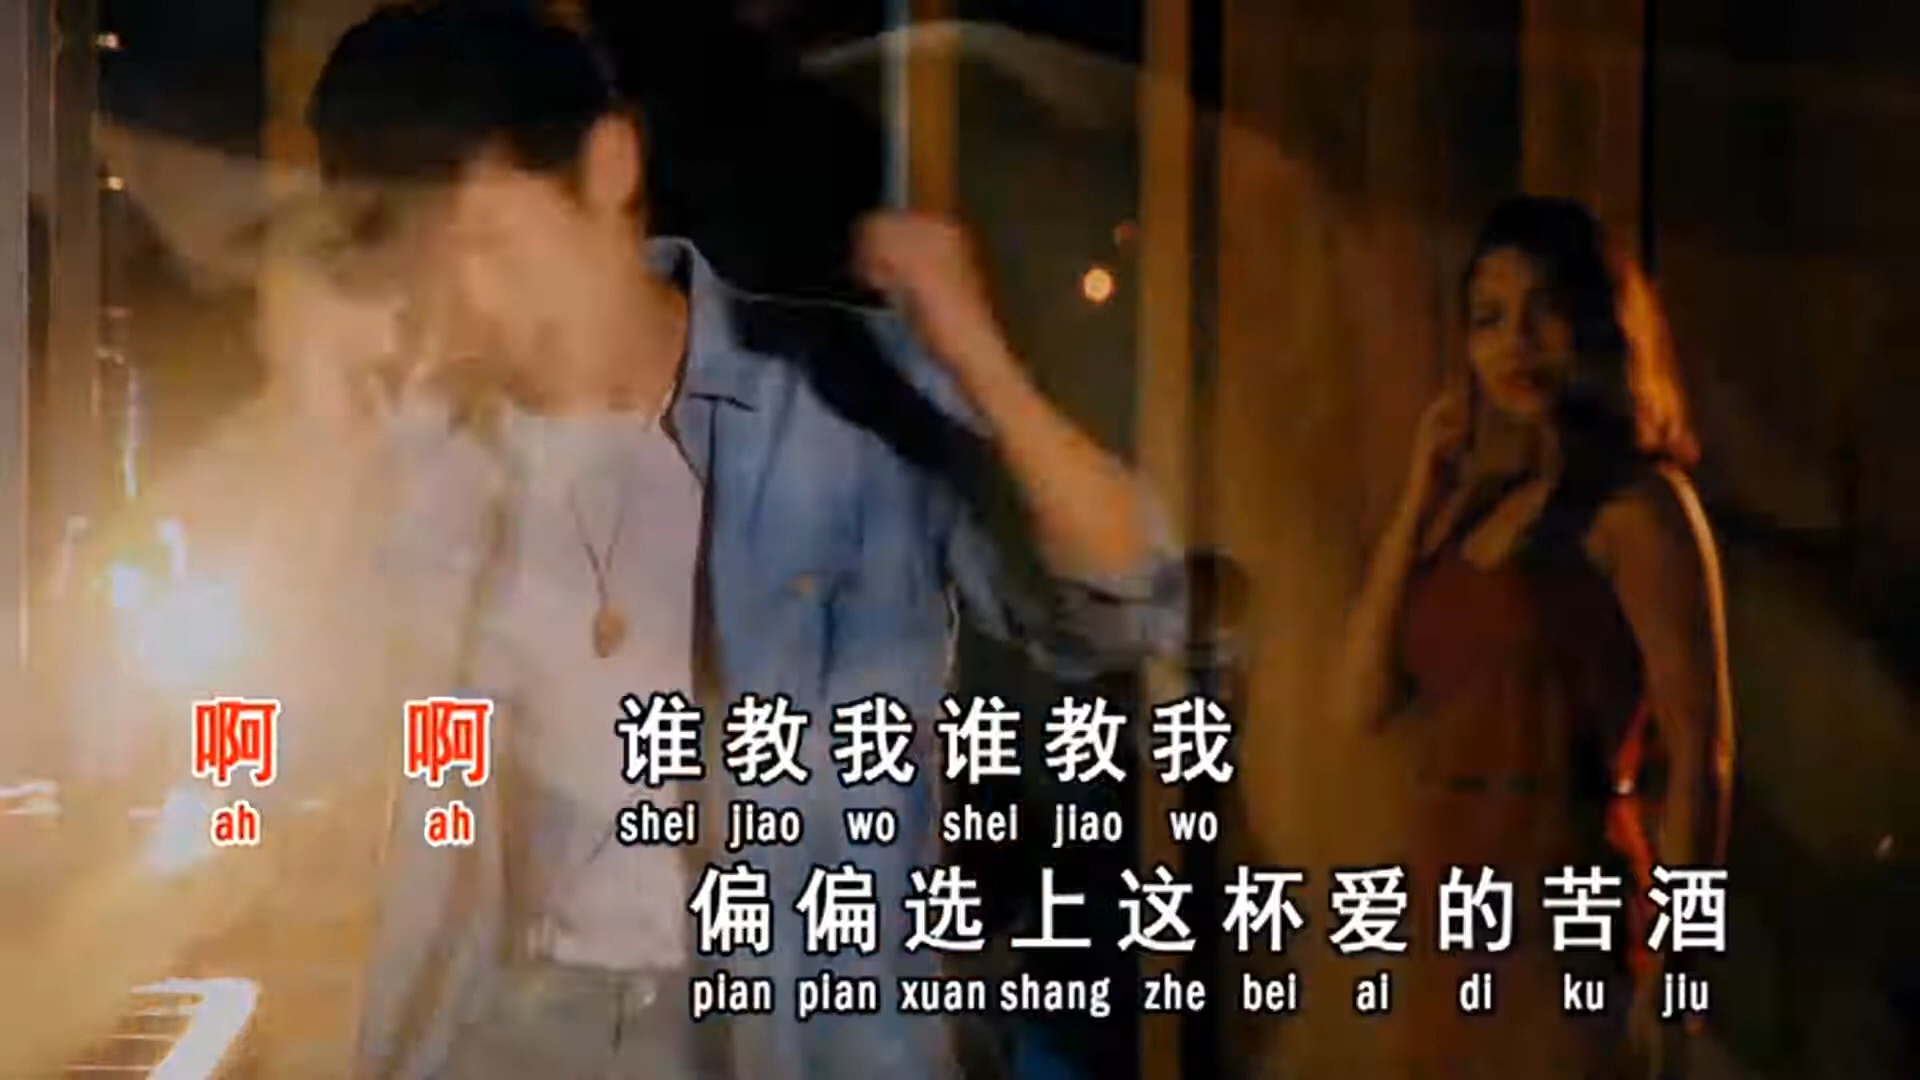 啊 啊 谁教我谁教我
ah ah shei jiao wo shei jiao wo
偏偏选上这杯爱的苦酒
pian pian xuan shang zhe bei ai di ku jiu